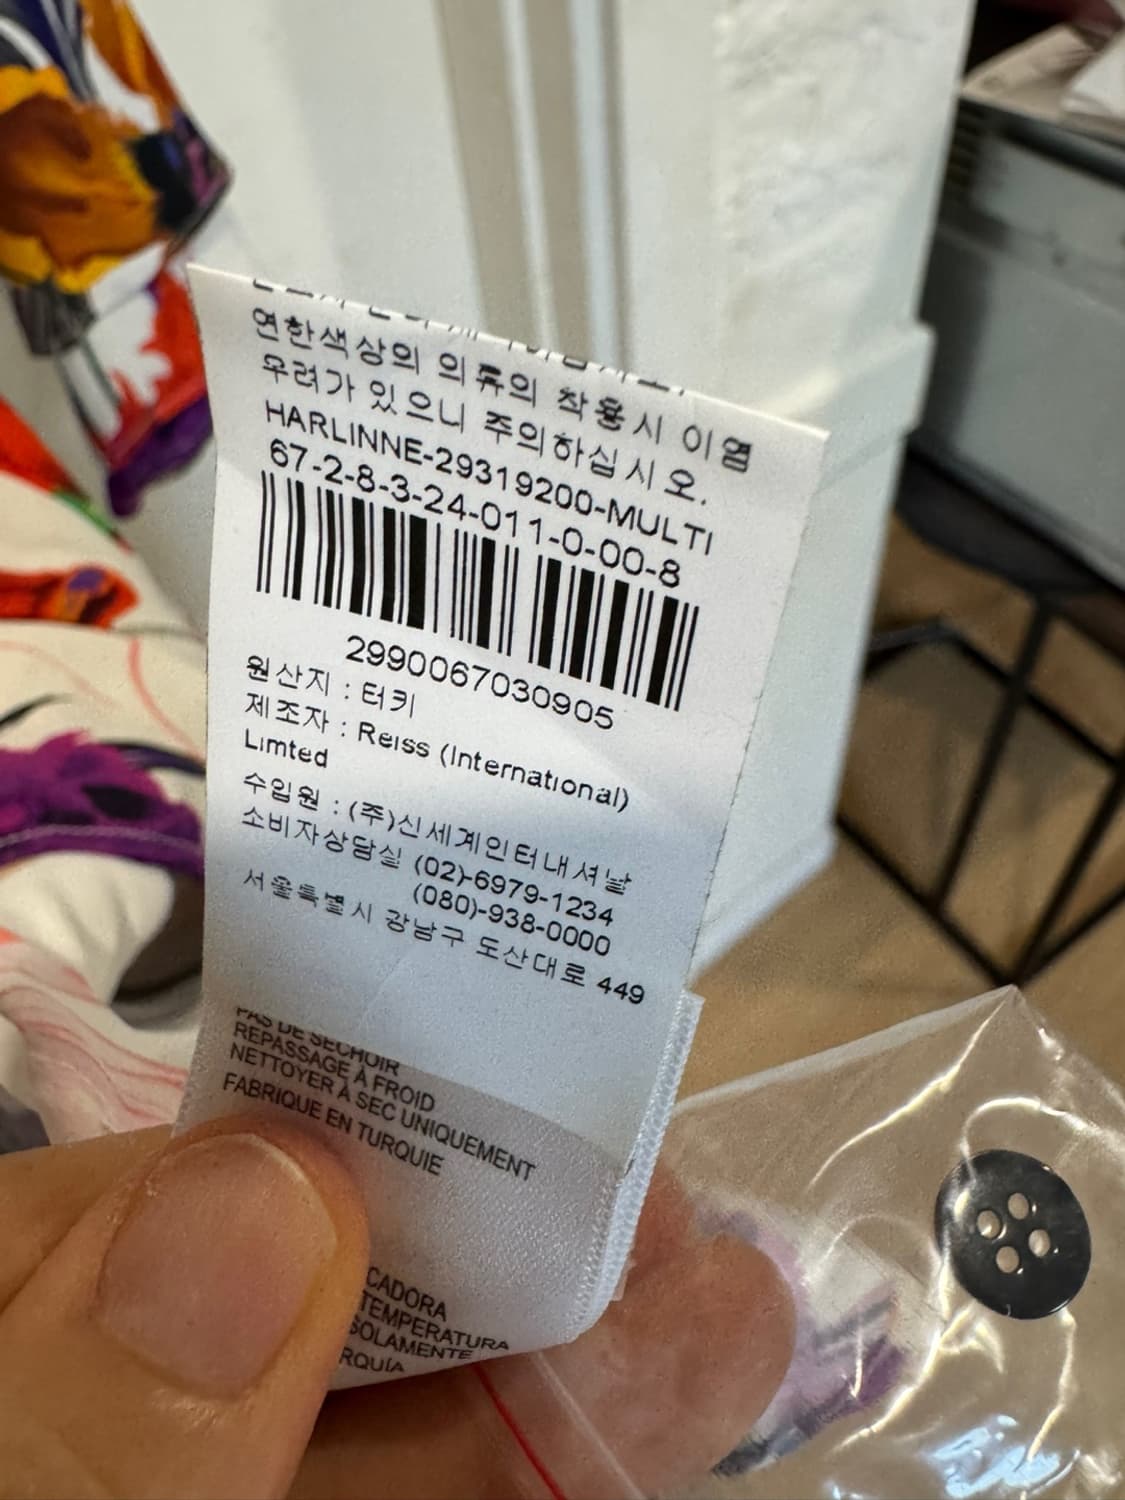 연한색상의 의류의 착용시 이염
우려가 있으니 주의하십시오.
HARLINNE-29319200-MULTI
67-2-8-3-24-011-0-00-8
2990067030905
원산지 : 터키
제조자 : Reiss (International)
Limted
수입원 : (주)신세계인터내셔날
소비자상담실 (02)-6979-1234
(080)-938-0000
서울특별시 강남구 도산대로 449
PAS DE SÉCHOIR
REPASSAGE À FROID
NETTOYER À SEC UNIQUEMENT
FABRIQUE EN TURQUIE
CADORA
TEMPERATURA
SOLAMENTE
RQUÍA